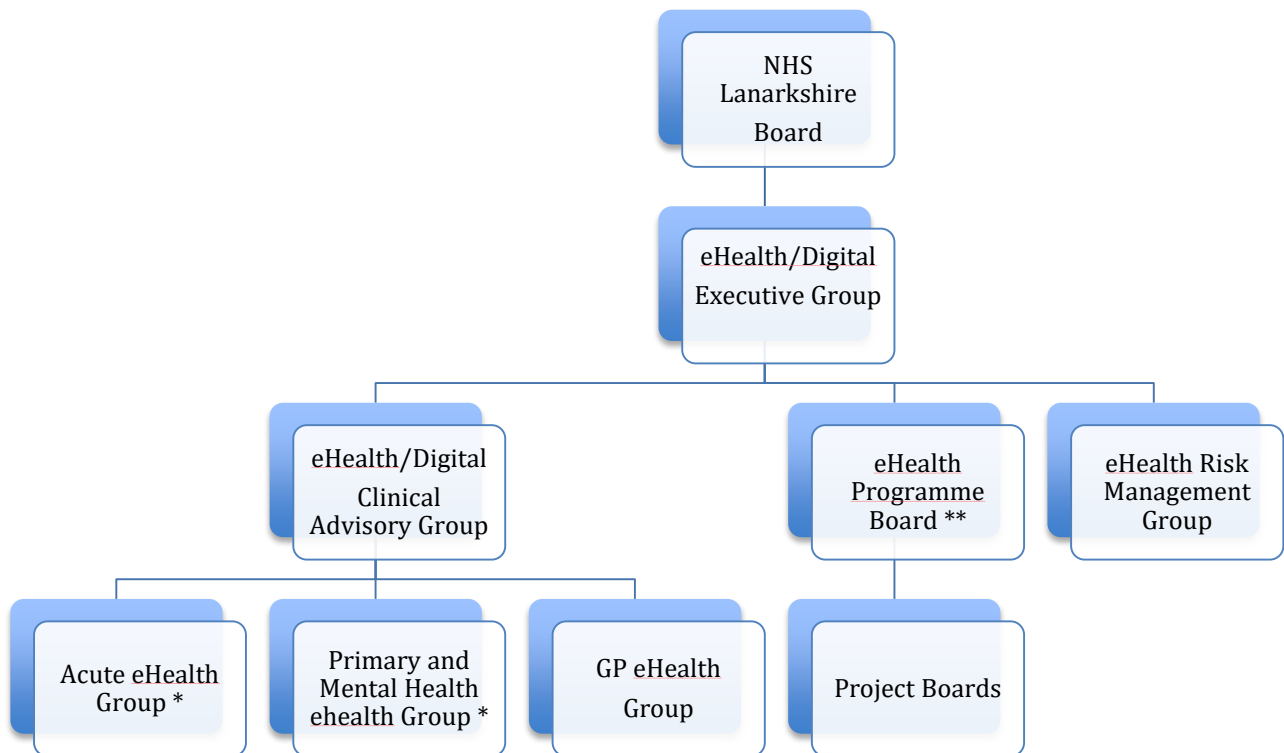 NHS
Lanarkshire
Board
eHealth/Digital
Executive Group
eHealth/Digital
Clinical
Advisory Group
eHealth
Programme
Board **
eHealth Risk
Management
Group
Acute eHealth
Group *
Primary and
Mental Health
ehealth Group *
GP eHealth
Group
Project Boards